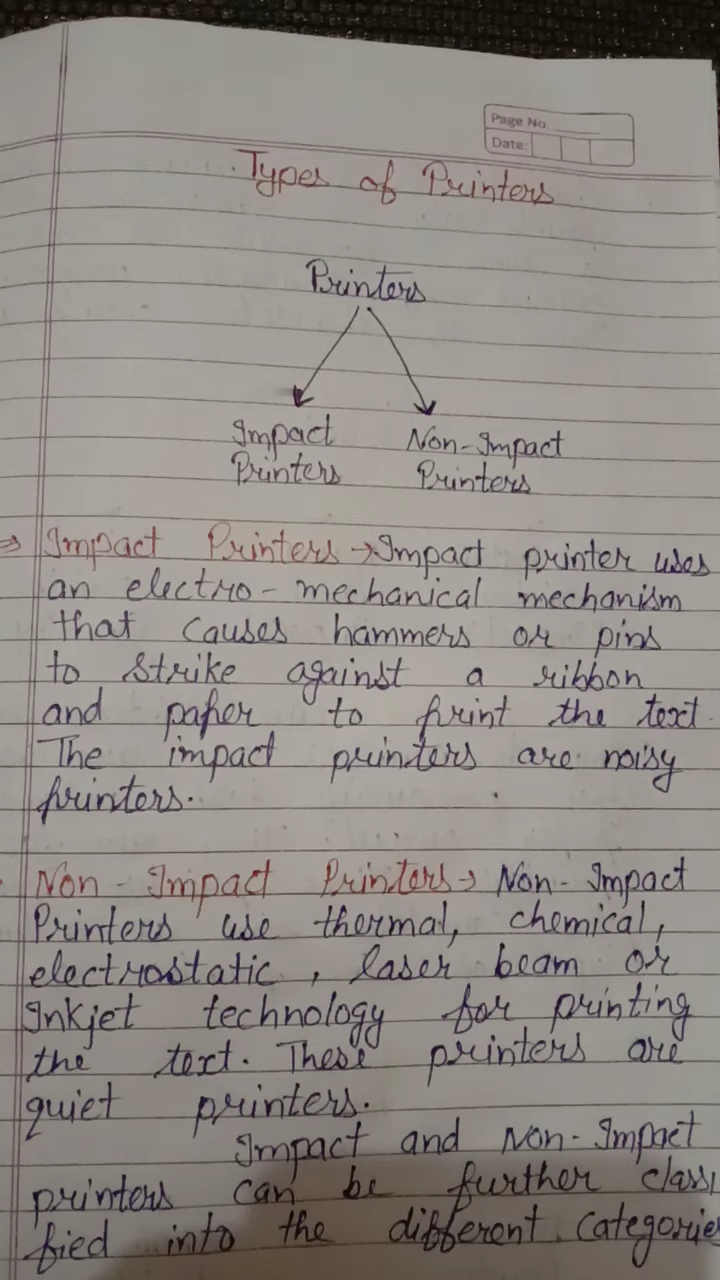 Page No.
Date:
Types of Printers
Printers
Impact
Printers
Non-Impact
Printers
⇒ Impact Printers → Impact printer uses
an electro-mechanical mechanism
that causes hammers or pins
to strike against a ribbon
and paper to print the text.
The impact printers are noisy
printers.
Non-Impact Printers → Non-Impact
Printers use thermal, chemical,
electrostatic, laser beam or
Inkjet technology for printing
the text. These printers are
quiet printers.
Impact and Non-Impact
printers can be further classi
fied into the different categories